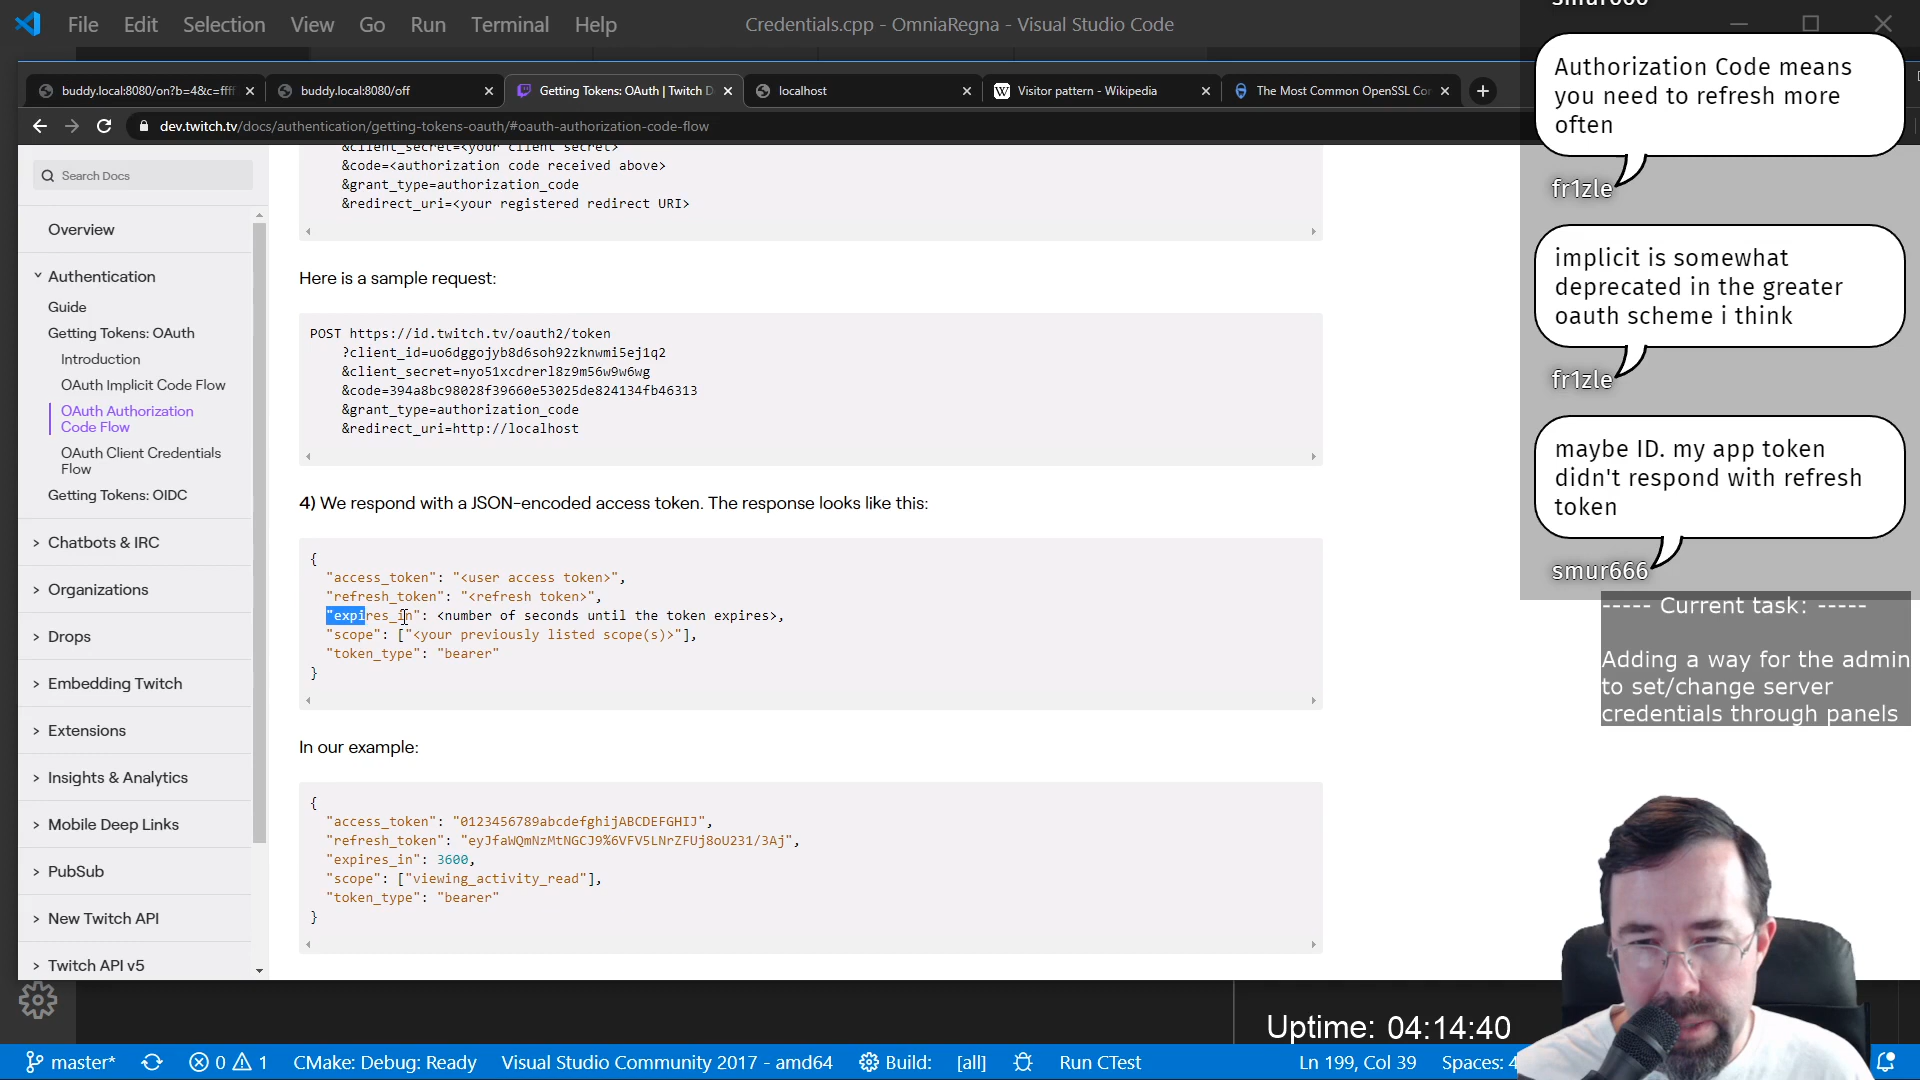 File Edit Selection View Go Run Terminal Help
Credentials.cpp - OmniaRegna - Visual Studio Code
buddy.local:8080/on?b=4&c=ffff
buddy.local:8080/off
Getting Tokens: OAuth | Twitch D
localhost
Visitor pattern - Wikipedia
The Most Common OpenSSL Co
dev.twitch.tv/docs/authentication/getting-tokens-oauth/#oauth-authorization-code-flow
Search Docs
Overview
Authentication
Guide
Getting Tokens: OAuth
Introduction
OAuth Implicit Code Flow
OAuth Authorization
Code Flow
OAuth Client Credentials
Flow
Getting Tokens: OIDC
Chatbots & IRC
Organizations
Drops
Embedding Twitch
Extensions
Insights & Analytics
Mobile Deep Links
PubSub
New Twitch API
Twitch API v5
&client_secret=<your client secret>
&code=<authorization code received above>
&grant_type=authorization_code
&redirect_uri=<your registered redirect URI>
Here is a sample request:
POST https://id.twitch.tv/oauth2/token
?client_id=uo6dggojyb8d6soh92zknwmi5ej1q2
&client_secret=nyo51xcdrerl8z9m56w9w6wg
&code=394a8bc98028f39660e53025de824134fb46313
&grant_type=authorization_code
&redirect_uri=http://localhost
4) We respond with a JSON-encoded access token. The response looks like this:
{
"access_token": "<user access token>",
"refresh_token": "<refresh token>",
"expires_in": <number of seconds until the token expires>,
"scope": ["<your previously listed scope(s)>"],
"token_type": "bearer"
}
In our example:
{
"access_token": "0123456789abcdefghijABCDEFGHIJ",
"refresh_token": "eyJfaWQmNzMtNGCJ9%6VFV5LNrZFUj8oU231/3Aj",
"expires_in": 3600,
"scope": ["viewing_activity_read"],
"token_type": "bearer"
}
smur666
Authorization Code means
you need to refresh more
often
fr1zle
implicit is somewhat
deprecated in the greater
oauth scheme i think
fr1zle
maybe ID. my app token
didn't respond with refresh
token
smur666
----- Current task: -----
Adding a way for the admin
to set/change server
credentials through panels
Uptime: 04:14:40
master* 0 1 CMake: Debug: Ready Visual Studio Community 2017 - amd64 Build: [all] Run CTest Ln 199, Col 39 Spaces: 4